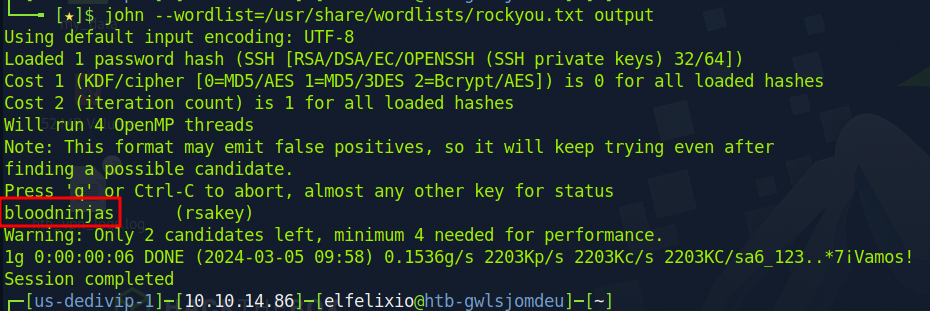 └──╼ [★]$ john --wordlist=/usr/share/wordlists/rockyou.txt output
Using default input encoding: UTF-8
Loaded 1 password hash (SSH [RSA/DSA/EC/OPENSSH (SSH private keys) 32/64])
Cost 1 (KDF/cipher [0=MD5/AES 1=MD5/3DES 2=Bcrypt/AES]) is 0 for all loaded hashes
Cost 2 (iteration count) is 1 for all loaded hashes
Will run 4 OpenMP threads
Note: This format may emit false positives, so it will keep trying even after
finding a possible candidate.
Press 'q' or Ctrl-C to abort, almost any other key for status
bloodninjas      (rsakey)
Warning: Only 2 candidates left, minimum 4 needed for performance.
1g 0:00:00:06 DONE (2024-03-05 09:58) 0.1536g/s 2203Kp/s 2203Kc/s 2203KC/sa6_123..*7¡Vamos!
Session completed
┌─[us-dedivip-1]─[10.10.14.86]─[elfelixio@htb-gwlsjomdeu]─[~]